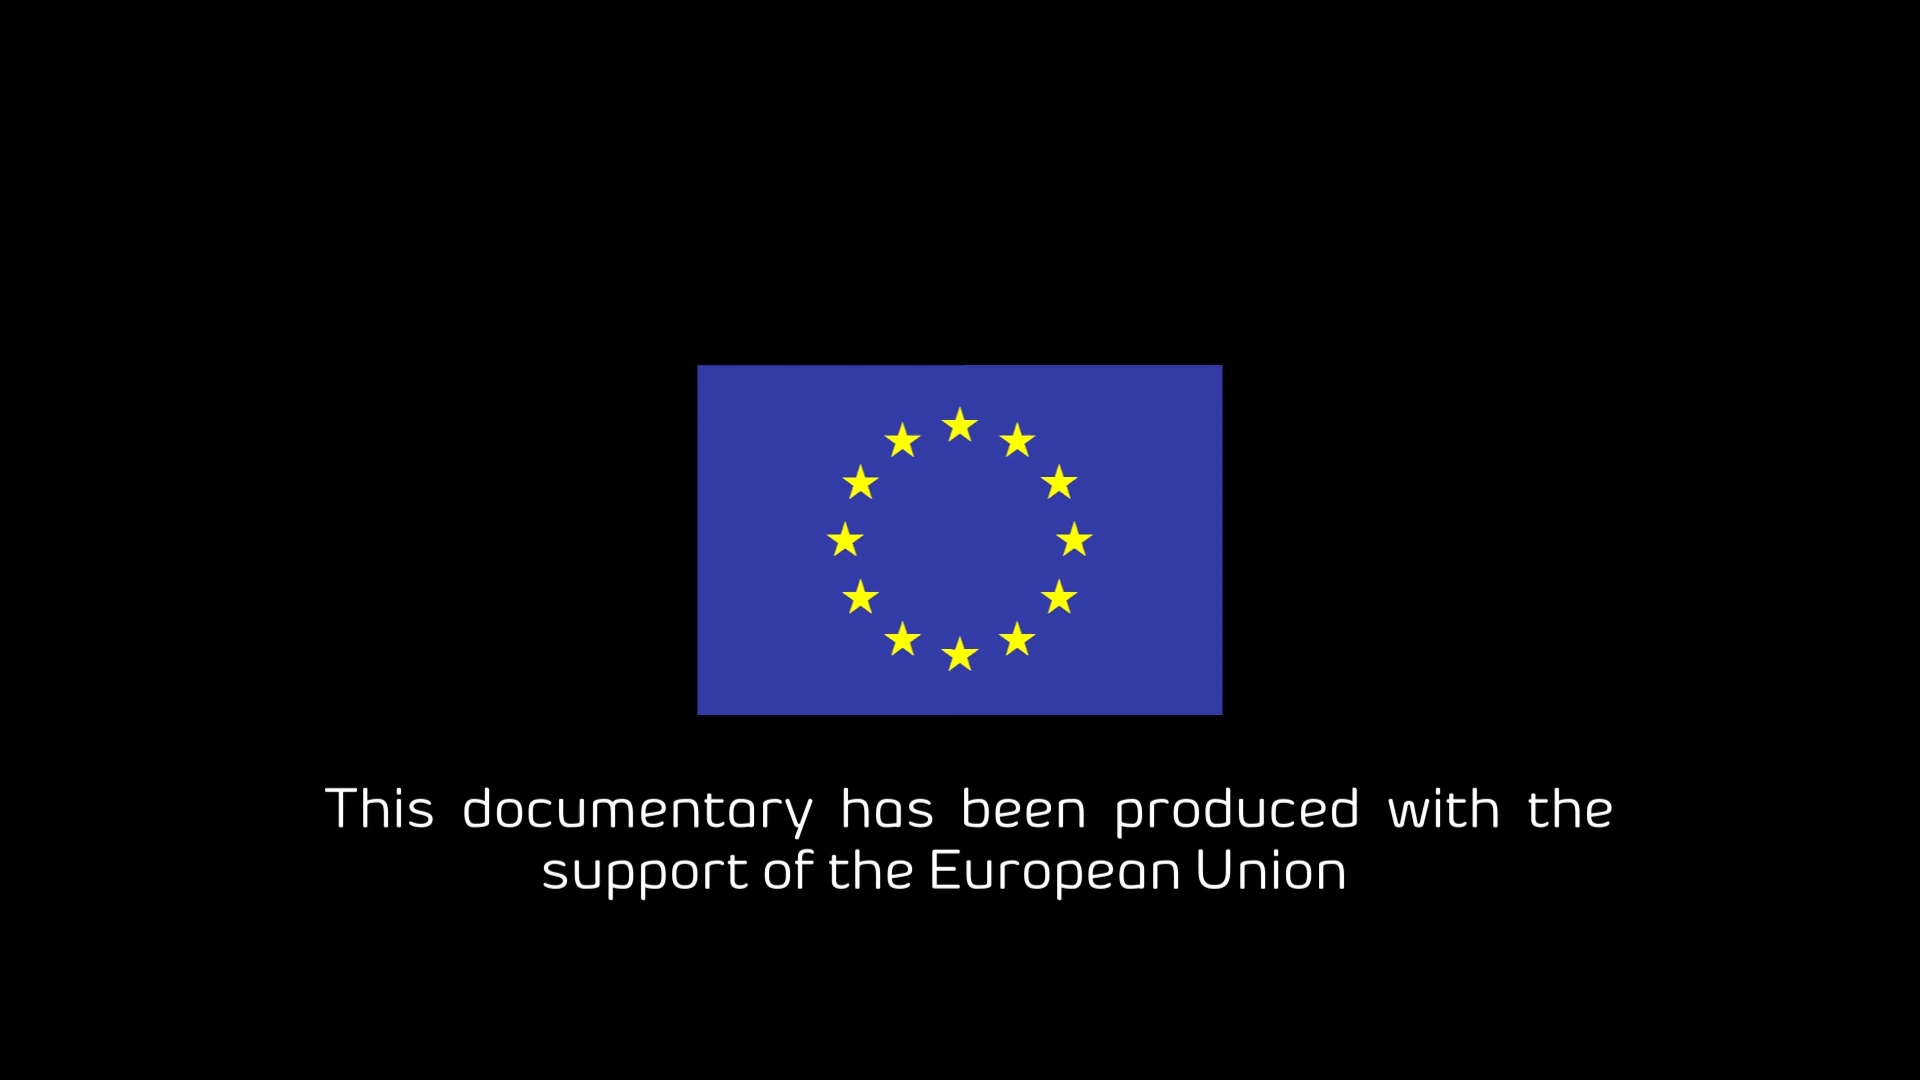 This documentary has been produced with the
support of the European Union